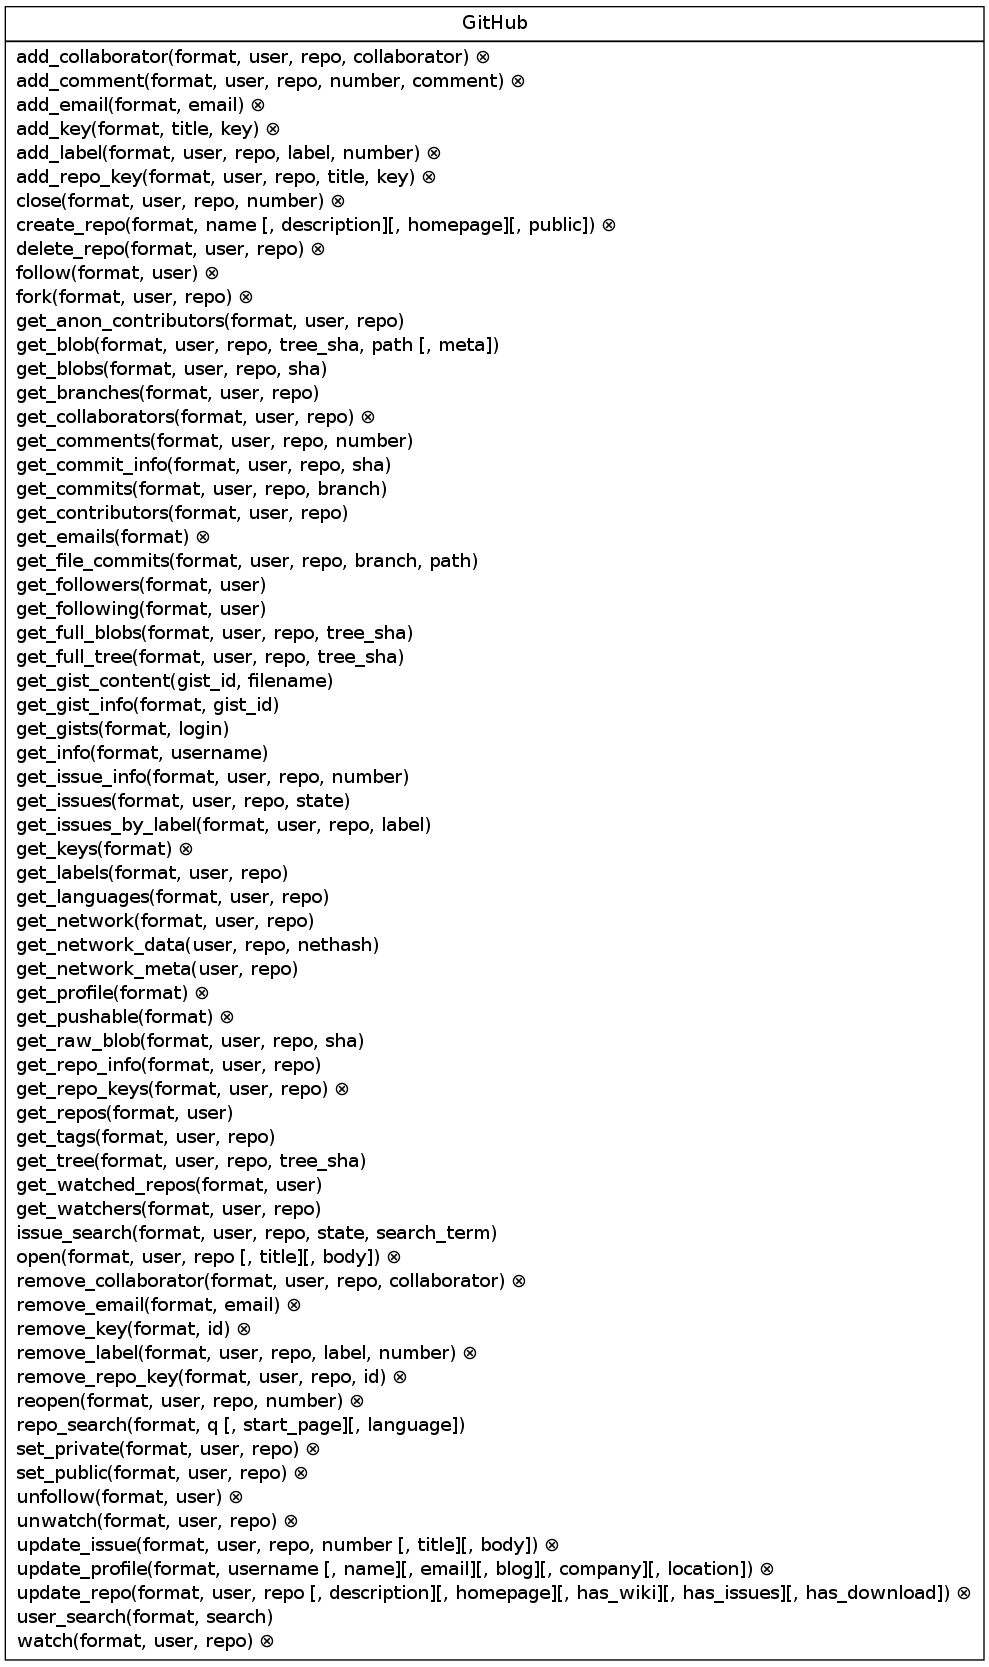 GitHub
add_collaborator(format, user, repo, collaborator) ⊗
add_comment(format, user, repo, number, comment) ⊗
add_email(format, email) ⊗
add_key(format, title, key) ⊗
add_label(format, user, repo, label, number) ⊗
add_repo_key(format, user, repo, title, key) ⊗
close(format, user, repo, number) ⊗
create_repo(format, name [, description][, homepage][, public]) ⊗
delete_repo(format, user, repo) ⊗
follow(format, user) ⊗
fork(format, user, repo) ⊗
get_anon_contributors(format, user, repo)
get_blob(format, user, repo, tree_sha, path [, meta])
get_blobs(format, user, repo, sha)
get_branches(format, user, repo)
get_collaborators(format, user, repo) ⊗
get_comments(format, user, repo, number)
get_commit_info(format, user, repo, sha)
get_commits(format, user, repo, branch)
get_contributors(format, user, repo)
get_emails(format) ⊗
get_file_commits(format, user, repo, branch, path)
get_followers(format, user)
get_following(format, user)
get_full_blobs(format, user, repo, tree_sha)
get_full_tree(format, user, repo, tree_sha)
get_gist_content(gist_id, filename)
get_gist_info(format, gist_id)
get_gists(format, login)
get_info(format, username)
get_issue_info(format, user, repo, number)
get_issues(format, user, repo, state)
get_issues_by_label(format, user, repo, label)
get_keys(format) ⊗
get_labels(format, user, repo)
get_languages(format, user, repo)
get_network(format, user, repo)
get_network_data(user, repo, nethash)
get_network_meta(user, repo)
get_profile(format) ⊗
get_pushable(format) ⊗
get_raw_blob(format, user, repo, sha)
get_repo_info(format, user, repo)
get_repo_keys(format, user, repo) ⊗
get_repos(format, user)
get_tags(format, user, repo)
get_tree(format, user, repo, tree_sha)
get_watched_repos(format, user)
get_watchers(format, user, repo)
issue_search(format, user, repo, state, search_term)
open(format, user, repo [, title][, body]) ⊗
remove_collaborator(format, user, repo, collaborator) ⊗
remove_email(format, email) ⊗
remove_key(format, id) ⊗
remove_label(format, user, repo, label, number) ⊗
remove_repo_key(format, user, repo, id) ⊗
reopen(format, user, repo, number) ⊗
repo_search(format, q [, start_page][, language])
set_private(format, user, repo) ⊗
set_public(format, user, repo) ⊗
unfollow(format, user) ⊗
unwatch(format, user, repo) ⊗
update_issue(format, user, repo, number [, title][, body]) ⊗
update_profile(format, username [, name][, email][, blog][, company][, location]) ⊗
update_repo(format, user, repo [, description][, homepage][, has_wiki][, has_issues][, has_download]) ⊗
user_search(format, search)
watch(format, user, repo) ⊗